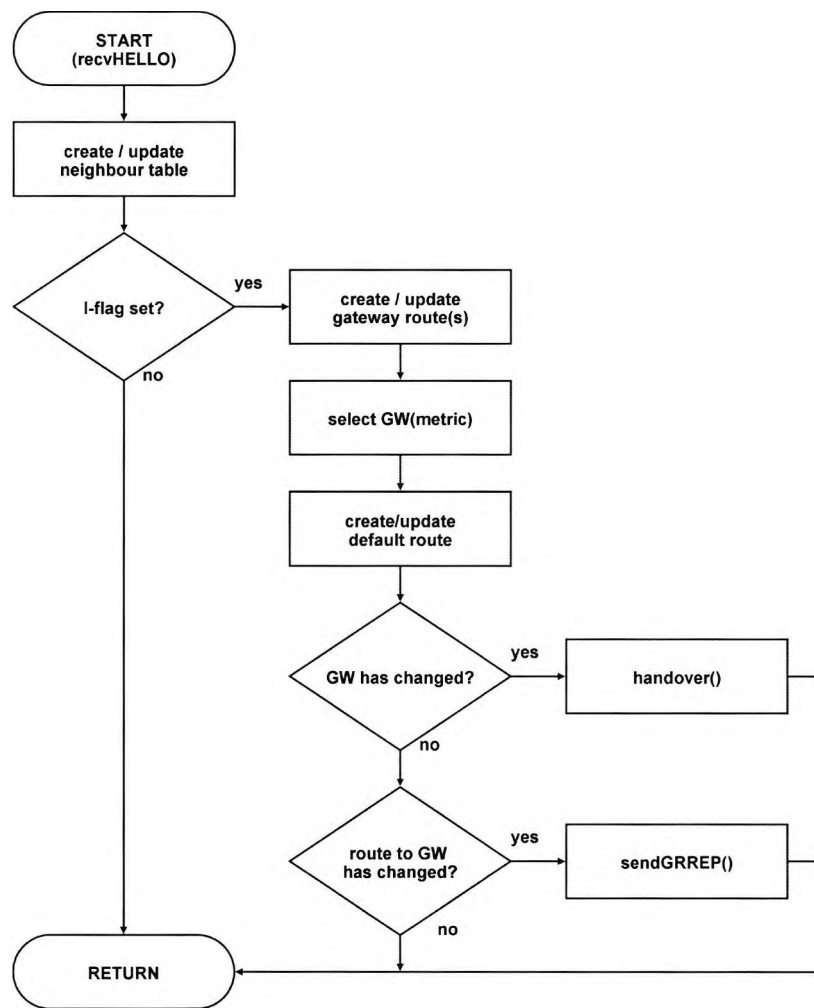 START
(recvHELLO)
create / update
neighbour table
I-flag set?
yes
no
create / update
gateway route(s)
select GW(metric)
create/update
default route
GW has changed?
yes
no
handover()
route to GW
has changed?
yes
no
sendGRREP()
RETURN